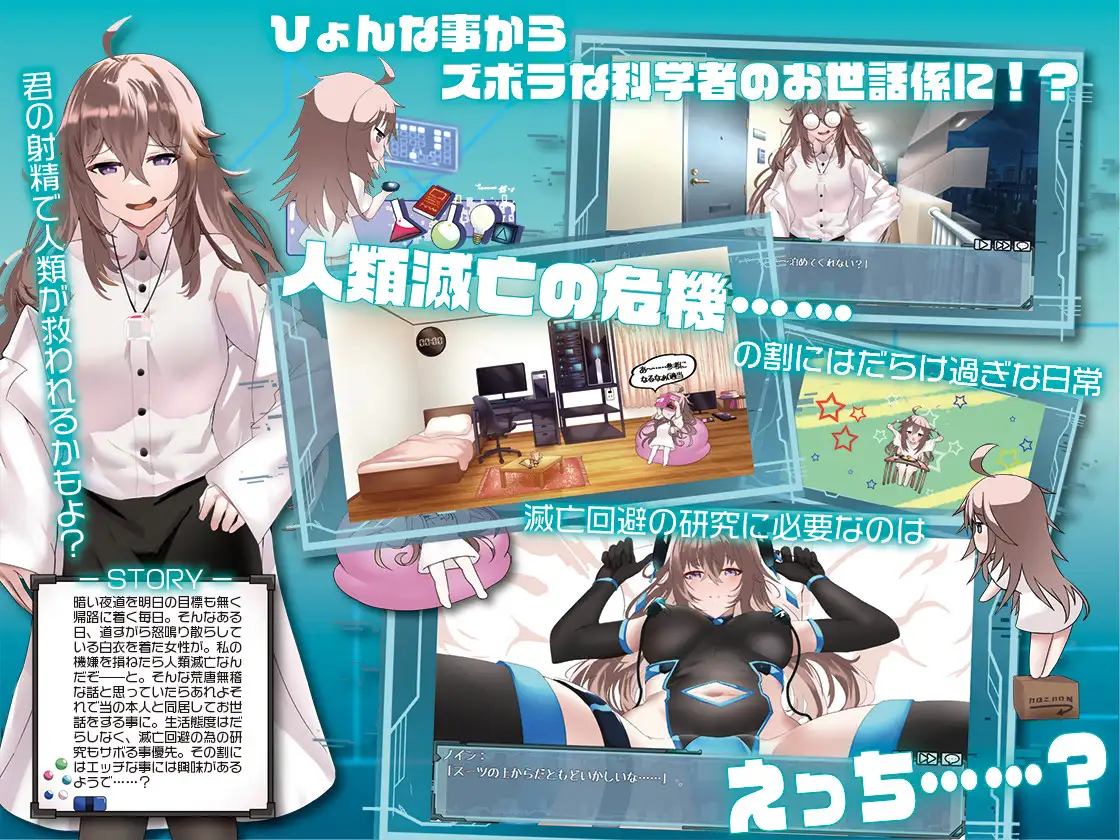 ひょんな事から
ズボラな科学者のお世話係に！？
君の射精で人類が救われるかもよ？
泊めてくれない？」
人類滅亡の危機……
の割にはだらけ過ぎな日常
あ〜……参考に
なるなぁ(適当
滅亡回避の研究に必要なのは
— STORY —
暗い夜道を明日の目標も無く
帰路に着く毎日。そんなある
日、道すがら怒鳴り散らして
いる白衣を着た女性が。私の
機嫌を損ねたら人類滅亡なん
だぞ――と。そんな荒唐無稽
な話と思っていたらあれよそ
れで当の本人と同居してお世
話をする事に。生活態度はだ
らしなく、滅亡回避の為の研
究もサボる事優先。その割に
はエッチな事には興味がある
ようで……？
ノイン：
「スーツの上からだともどかしいな……」
えっち……？